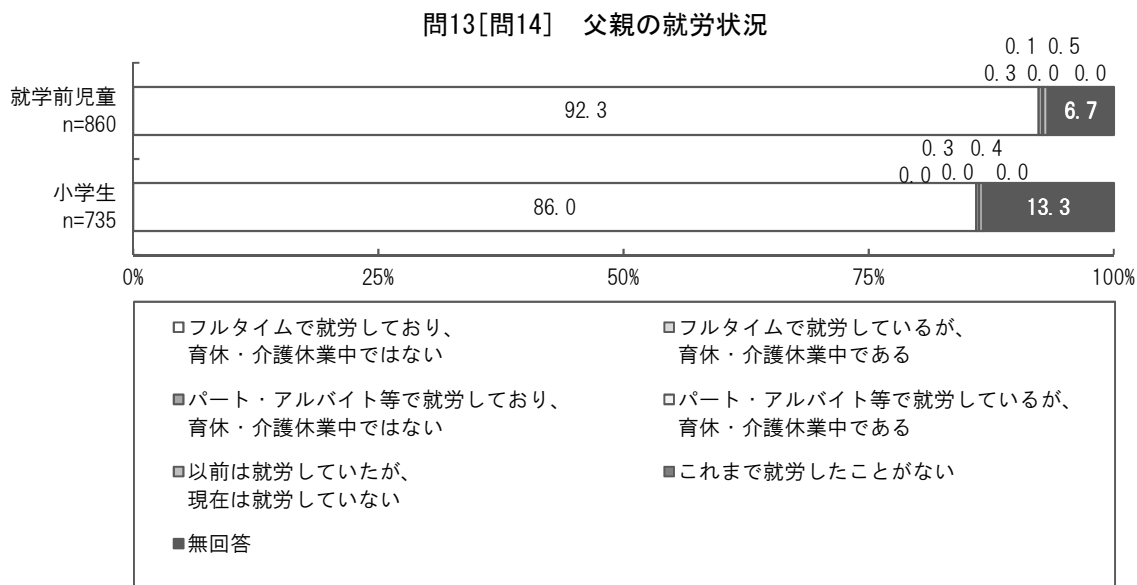 問13[問14]　父親の就労状況
0.1 0.5
0.3 0.0 0.0
就学前児童
n=860
92.3
6.7
0.3 0.4
0.0 0.0 0.0
小学生
n=735
86.0
13.3
0% 25% 50% 75% 100%
フルタイムで就労しており、
育休・介護休業中ではない
フルタイムで就労しているが、
育休・介護休業中である
パート・アルバイト等で就労しており、
育休・介護休業中ではない
パート・アルバイト等で就労しているが、
育休・介護休業中である
以前は就労していたが、
現在は就労していない
これまで就労したことがない
無回答